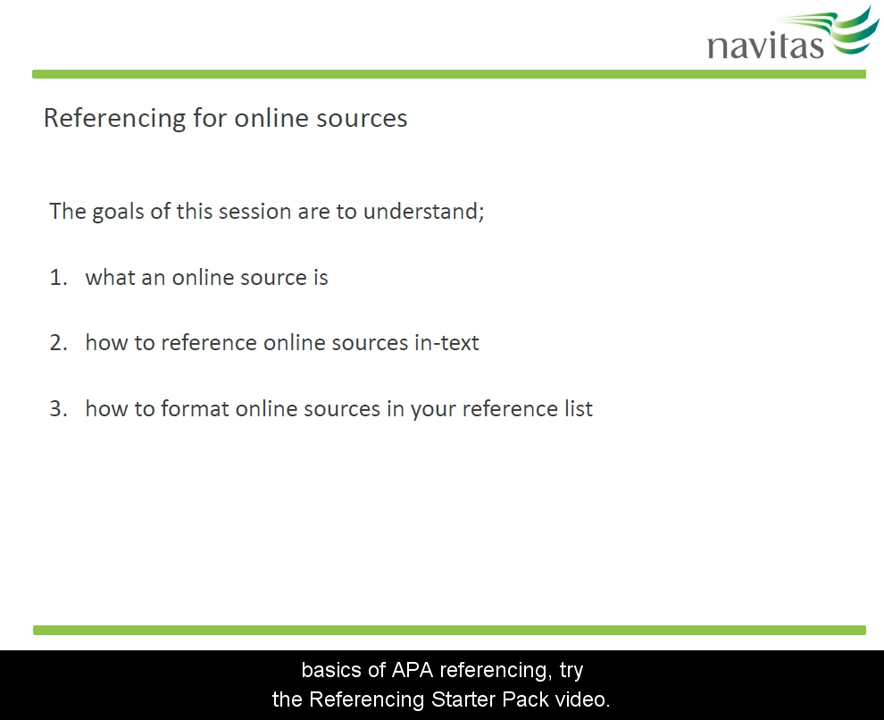 navitas
Referencing for online sources
The goals of this session are to understand;
1. what an online source is
2. how to reference online sources in-text
3. how to format online sources in your reference list
basics of APA referencing, try
the Referencing Starter Pack video.